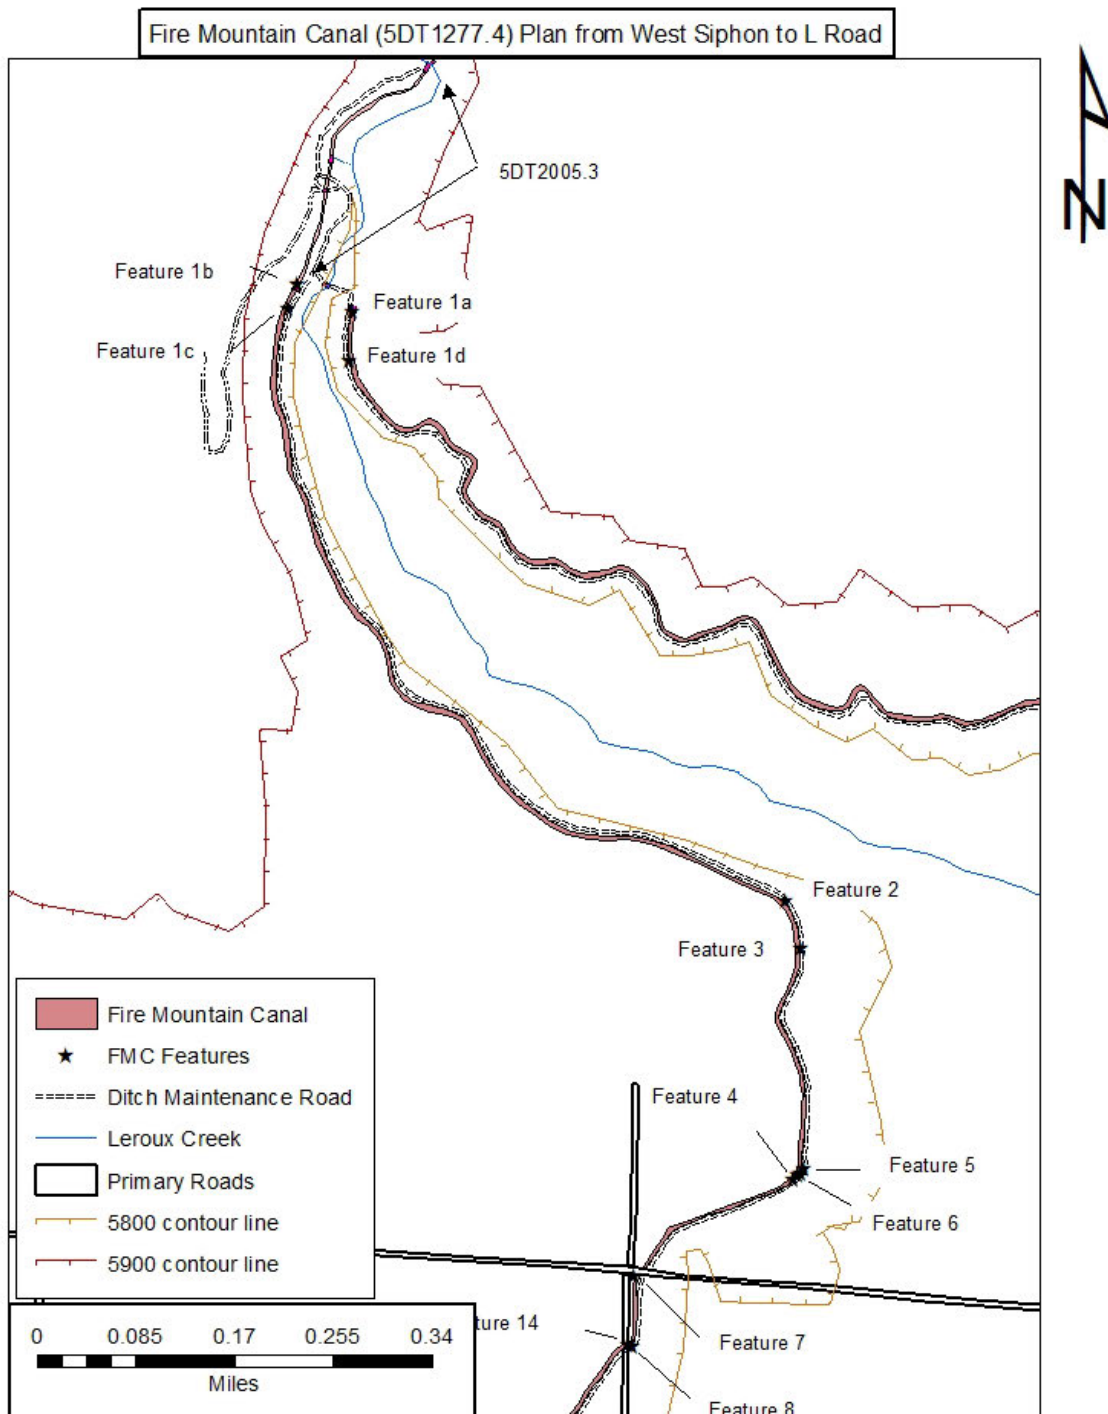 Fire Mountain Canal (5DT1277.4) Plan from West Siphon to L Road
N
5DT2005.3
Feature 1b
Feature 1a
Feature 1c
Feature 1d
Feature 2
Feature 3
Feature 4
Feature 5
Feature 6
Fire Mountain Canal
FMC Features
Ditch Maintenance Road
Leroux Creek
Primary Roads
5800 contour line
5900 contour line
0 0.085 0.17 0.255 0.34
Miles
ture 14
Feature 7
Feature 8